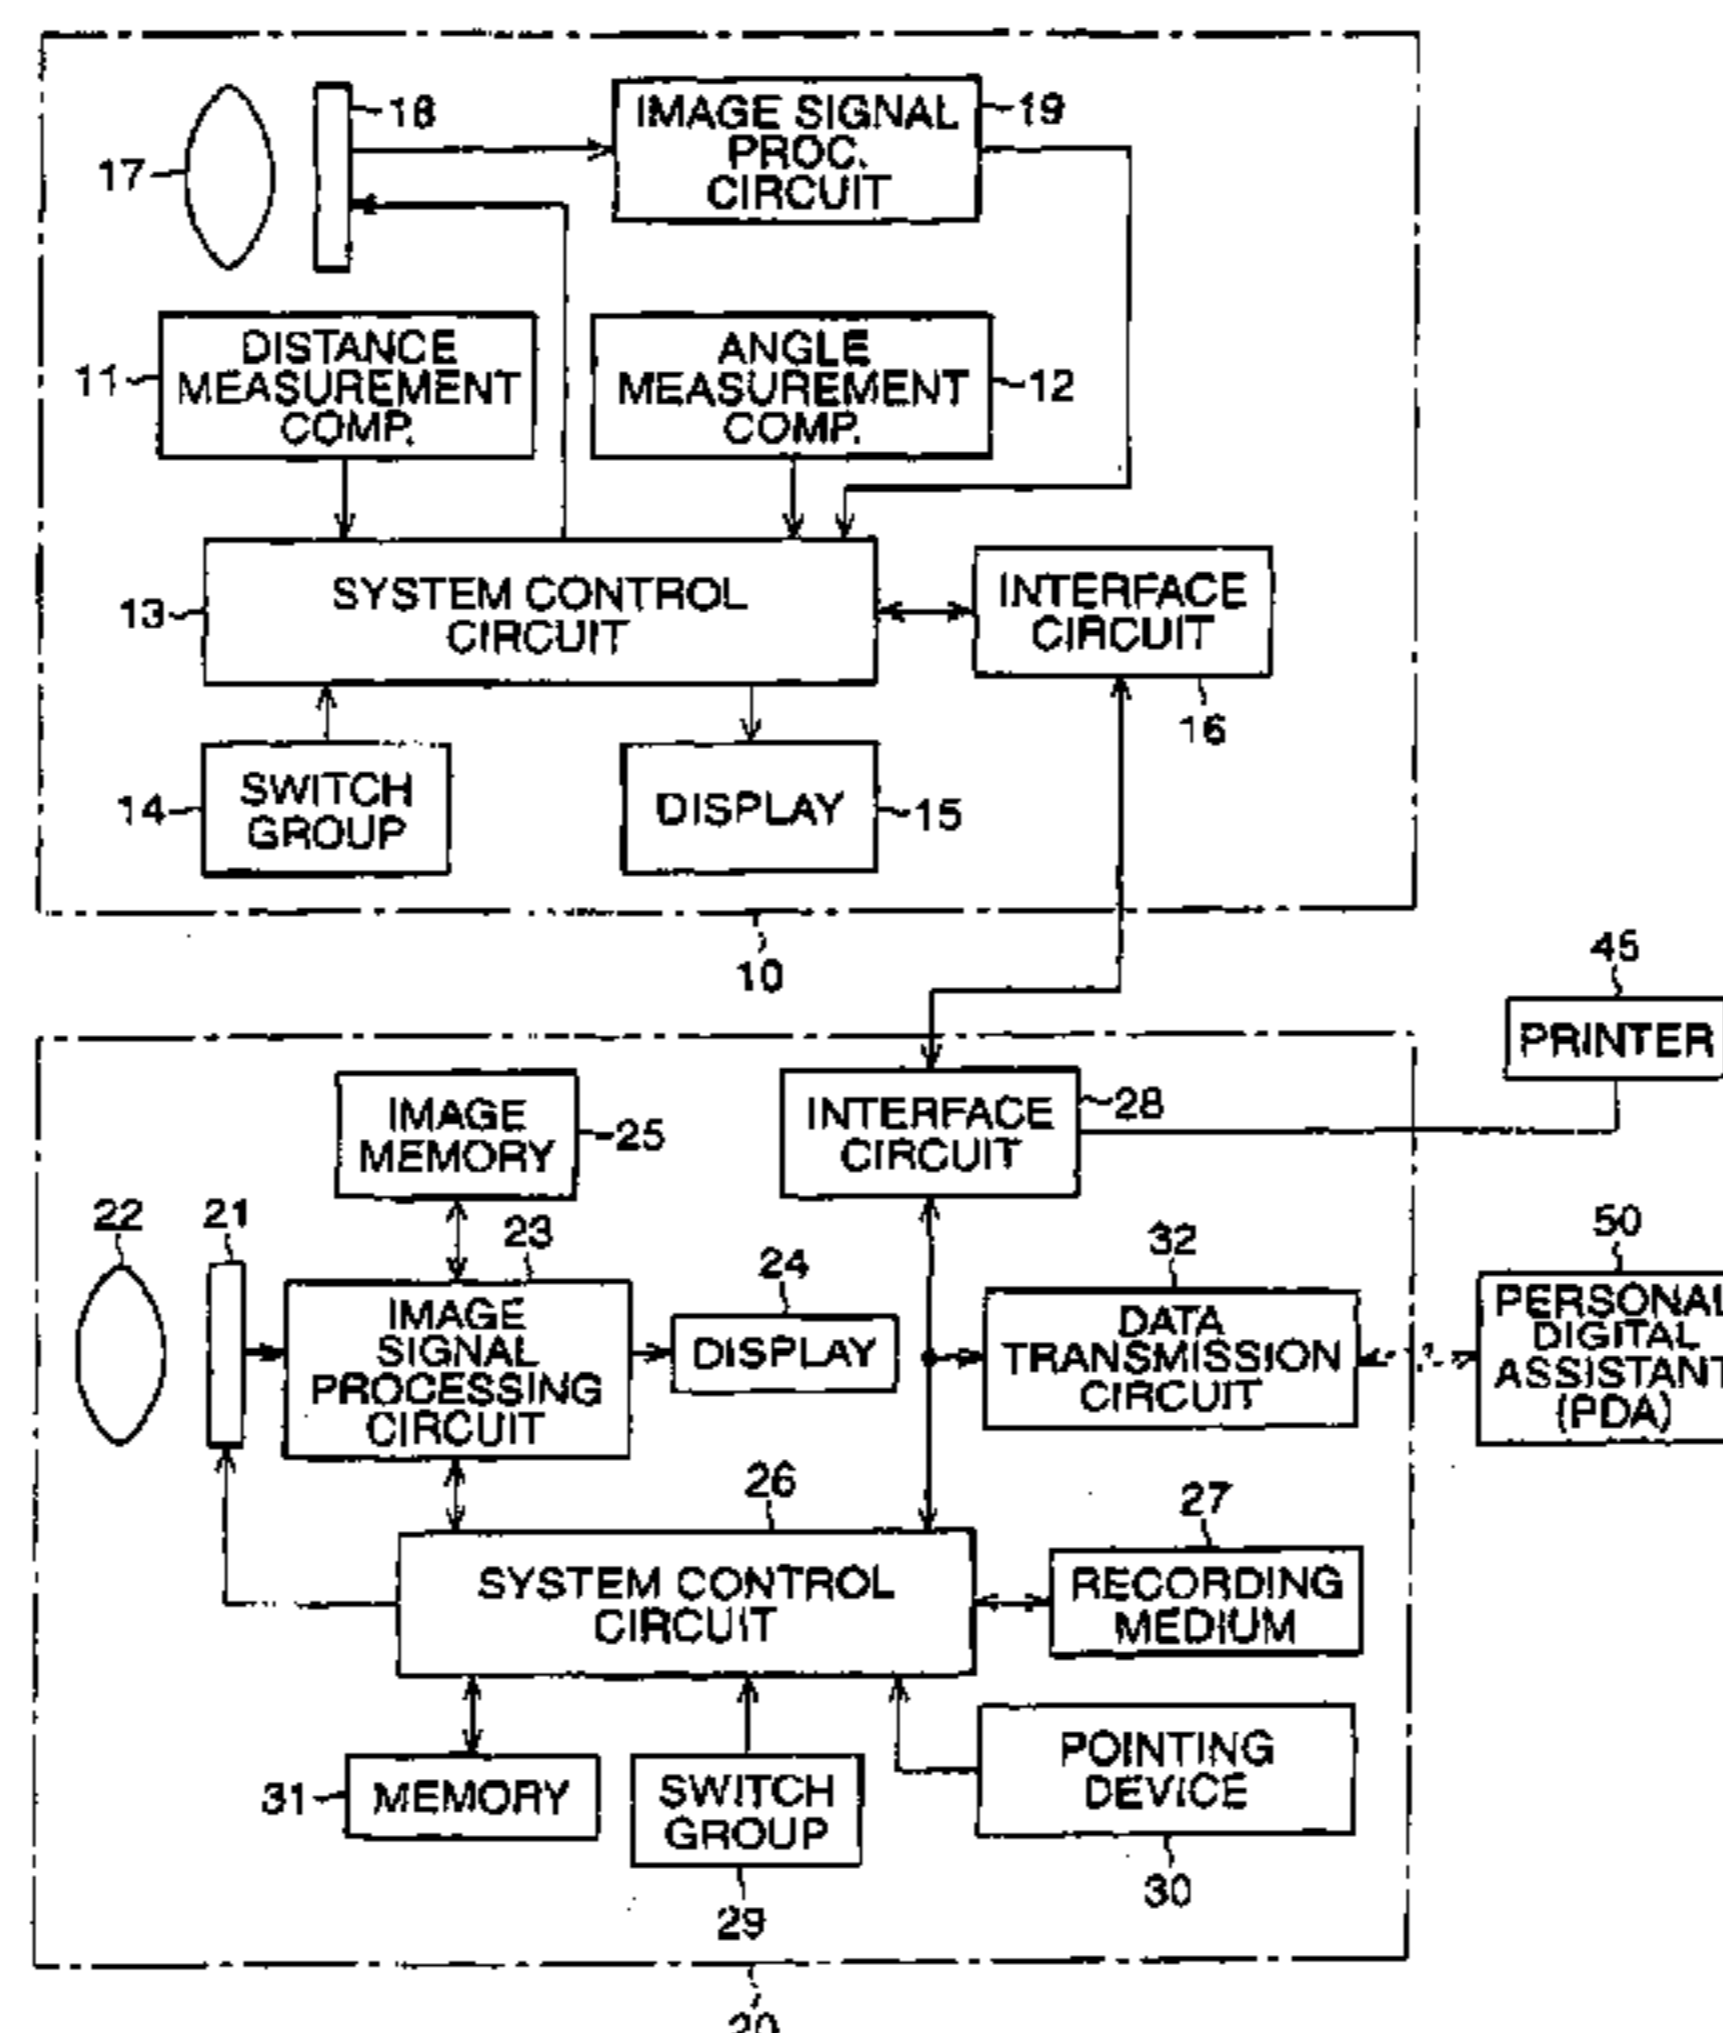 18
IMAGE SIGNAL
PROC.
CIRCUIT
19
17
DISTANCE
MEASUREMENT
COMP.
11
ANGLE
MEASUREMENT
COMP.
12
SYSTEM CONTROL
CIRCUIT
13
INTERFACE
CIRCUIT
16
SWITCH
GROUP
14
DISPLAY
15
10
45
PRINTER
IMAGE
MEMORY
25
INTERFACE
CIRCUIT
28
22
21
23
IMAGE
SIGNAL
PROCESSING
CIRCUIT
24
DISPLAY
32
DATA
TRANSMISSION
CIRCUIT
50
PERSONAL
DIGITAL
ASSISTANT
(PDA)
26
SYSTEM CONTROL
CIRCUIT
27
RECORDING
MEDIUM
31
MEMORY
SWITCH
GROUP
29
POINTING
DEVICE
30
20